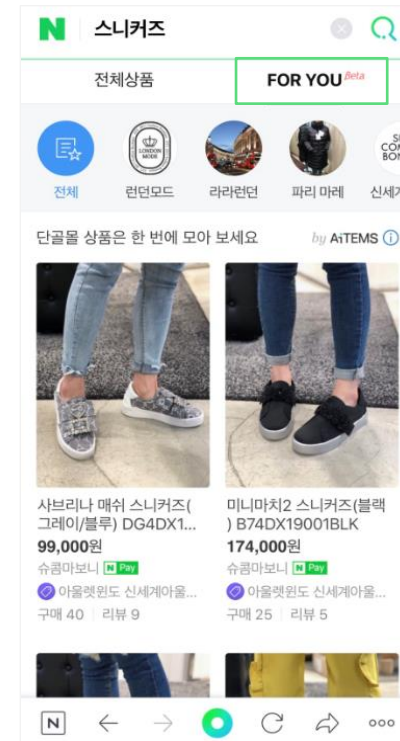 N 스니커즈
전체상품 FOR YOU Beta
LONDON MODE
전체 런던모드 라라런던 파리 마레 신세계
단골몰 상품은 한 번에 모아 보세요 by AiTEMS
사브리나 매쉬 스니커즈( 미니마치2 스니커즈(블랙
그레이/블루) DG4DX1... ) B74DX19001BLK
99,000원 174,000원
슈콤마보니 N Pay 슈콤마보니 N Pay
아울렛윈도 신세계아울... 아울렛윈도 신세계아울...
구매 40 리뷰 9 구매 25 리뷰 5
N